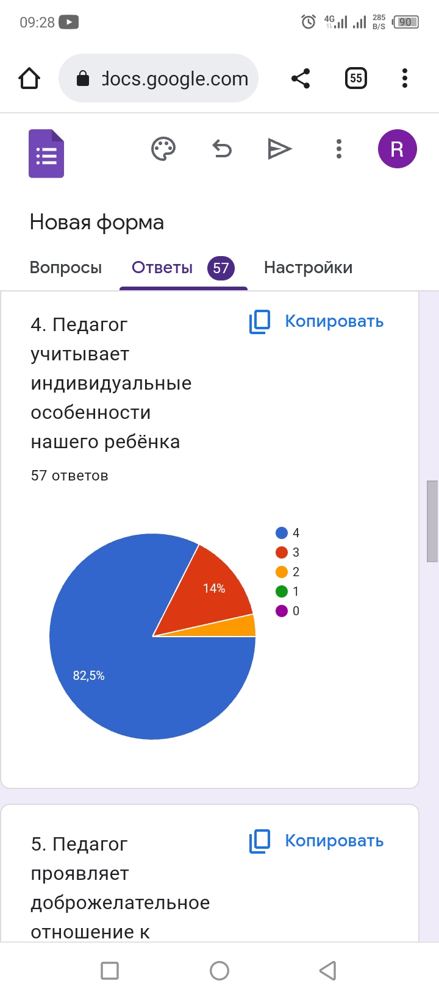 09:28
4G
285
B/S
90
docs.google.com
55
R
Новая форма
Вопросы
Ответы
57
Настройки
4. Педагог
учитывает
индивидуальные
особенности
нашего ребёнка
Копировать
57 ответов
4
3
2
1
0
14%
82,5%
5. Педагог
проявляет
доброжелательное
отношение к
Копировать